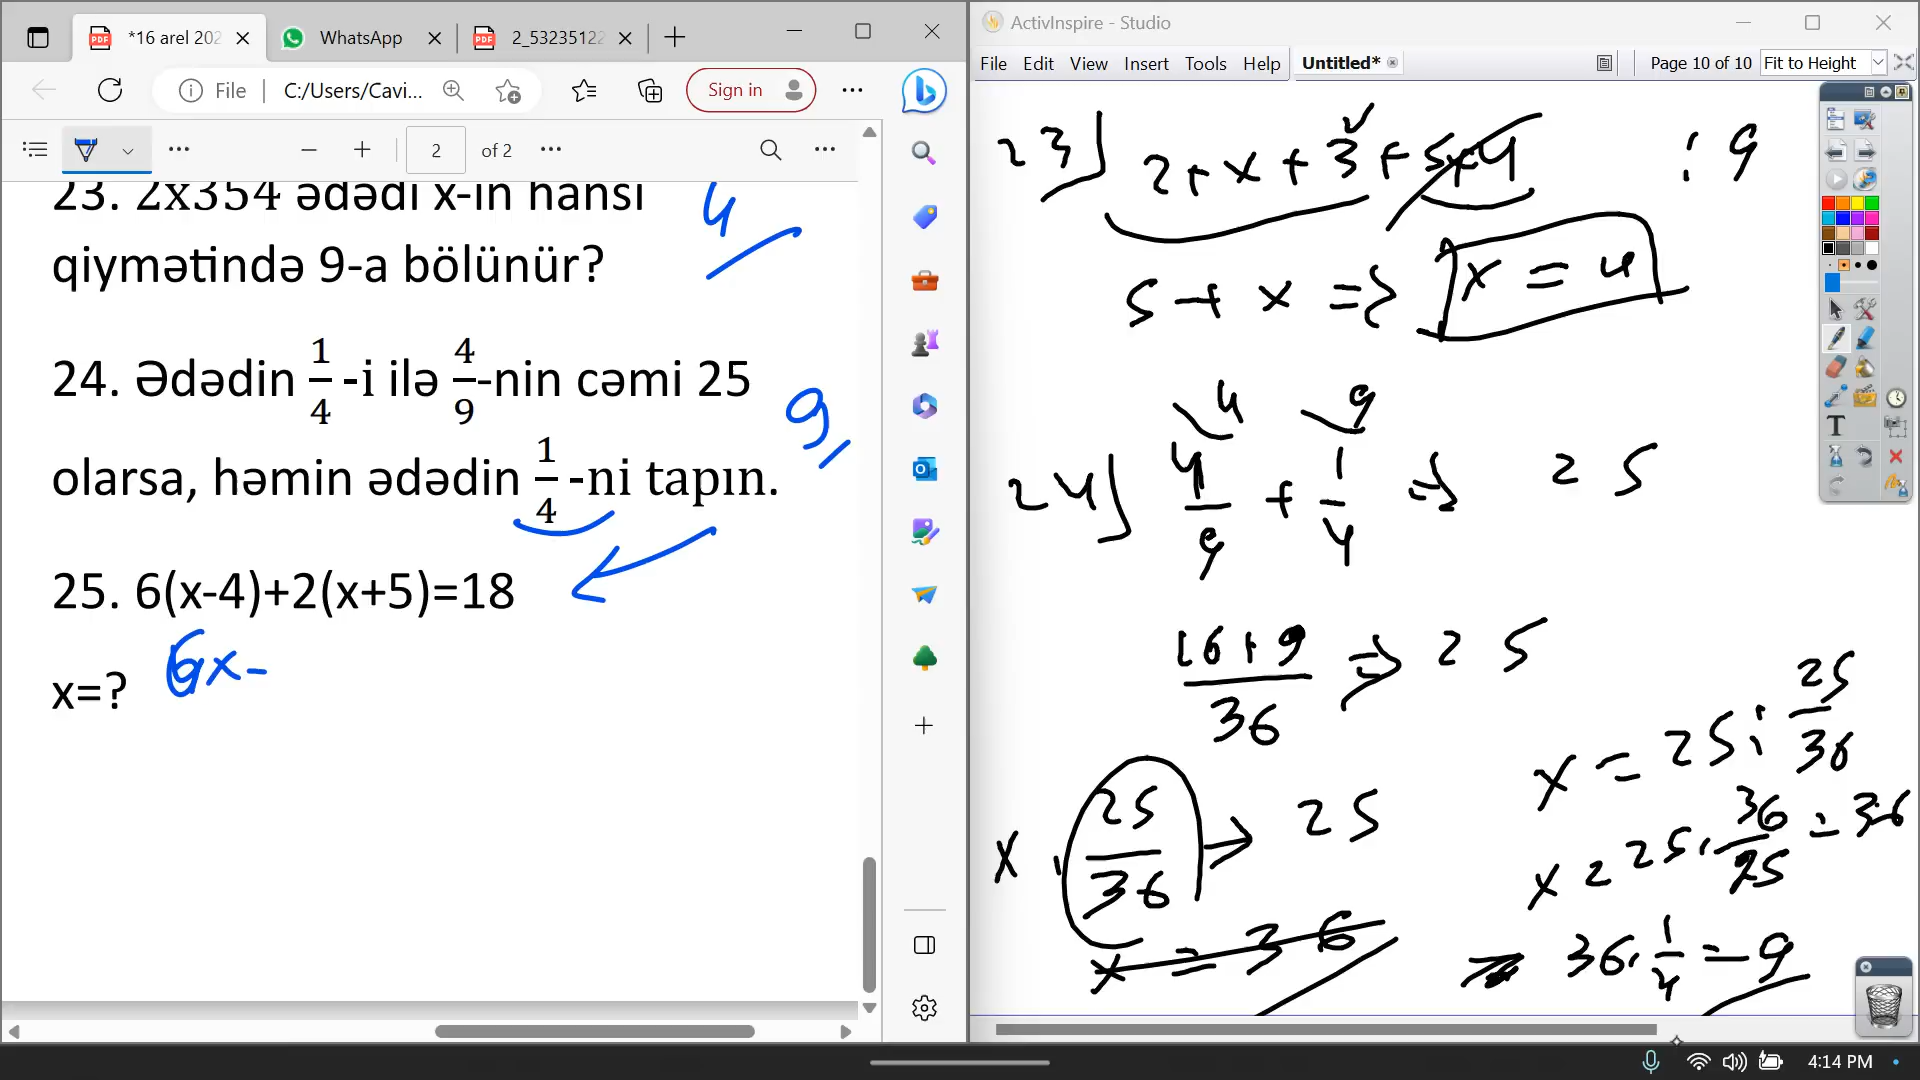 *16 arel 202
WhatsApp
2_53235122
File
C:/Users/Cavi...
Sign in
2
of 2
23. 2x354 ədədi x-in hansı
qiymətində 9-a bölünür?
4
24. Ədədin 1/4 -i ilə 4/9-nin cəmi 25
olarsa, həmin ədədin 1/4 -ni tapın.
9
25. 6(x-4)+2(x+5)=18
6x-
x=?
ActivInspire - Studio
File Edit View Insert Tools Help
Untitled*
Page 10 of 10
Fit to Height
23) 2+x+3+5+4 : 9
5+x => x=4
4 9
24) 4/9 + 1/4 => 25
16+9/36 => 25
x = 25 : 25/36
x · 25/36 → 25
x = 25 · 36/25 = 36
x = 36
36 · 1/4 = 9
4:14 PM